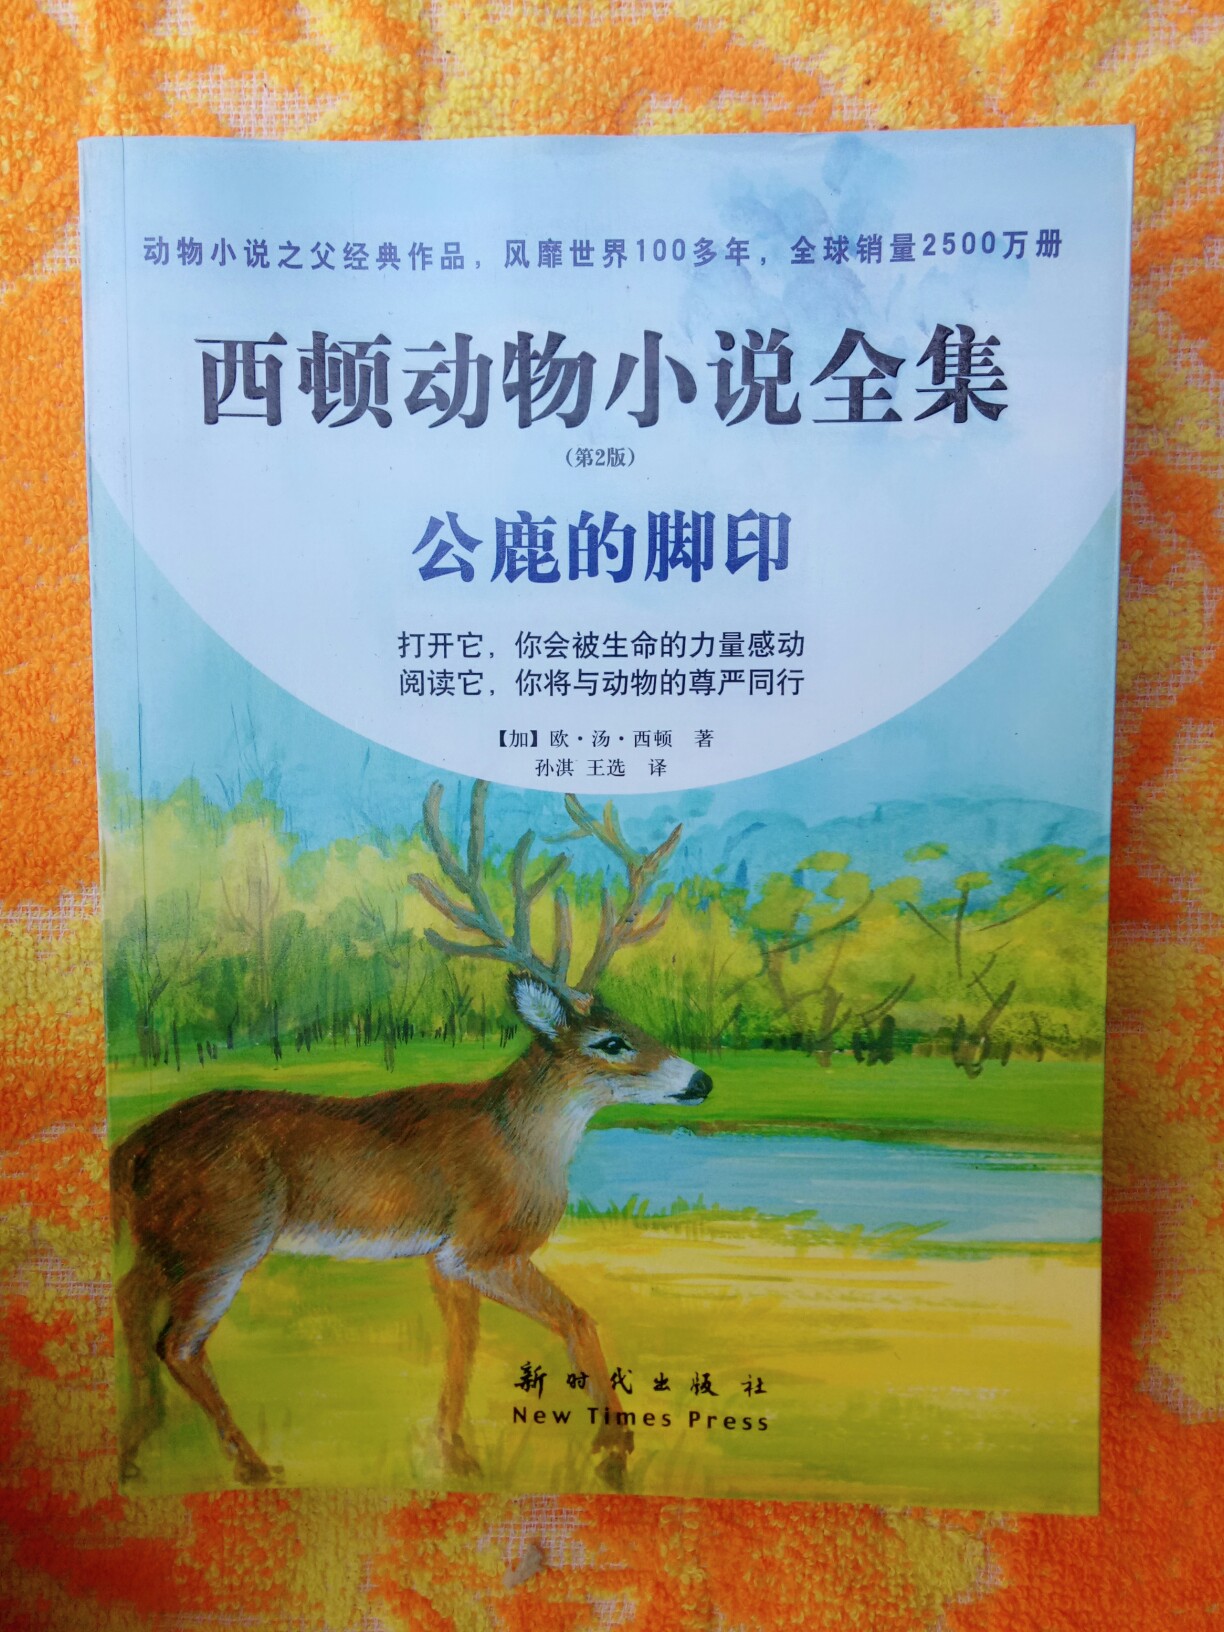 动物小说之父经典作品，风靡世界100多年，全球销量2500万册
西顿动物小说全集
（第2版）
公鹿的脚印
打开它，你会被生命的力量感动
阅读它，你将与动物的尊严同行
【加】欧·汤·西顿　著
孙淇 王选　译
新时代出版社
New Times Press